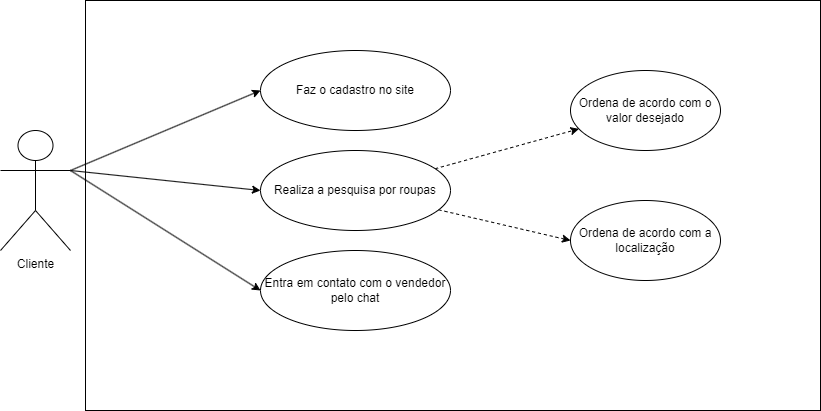 Faz o cadastro no site
Ordena de acordo com o
valor desejado
Realiza a pesquisa por roupas
Ordena de acordo com a
localização
Cliente
Entra em contato com o vendedor
pelo chat